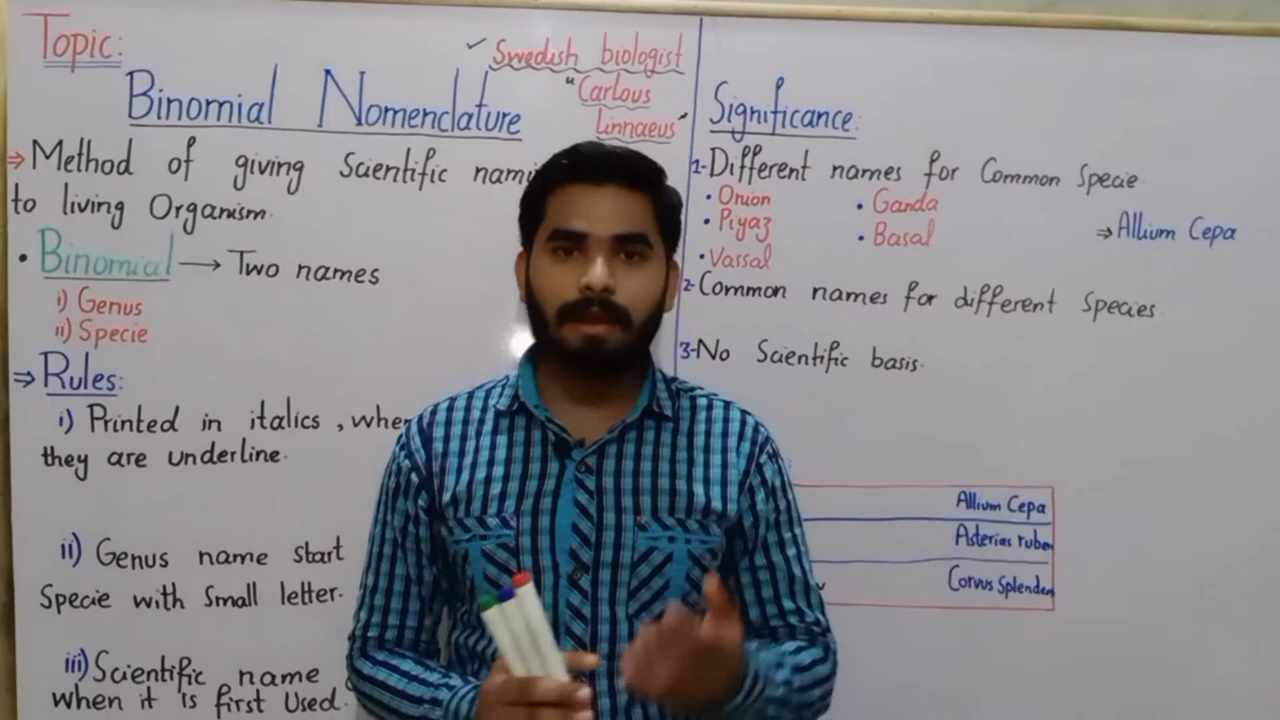 Topic:
Binomial Nomenclature
✓ Swedish biologist
"Carlous
linnaeus"
⇒ Method of giving Scientific
to living Organism.
• Binomial → Two names
i) Genus
ii) Specie
⇒ Rules:
i) Printed in italics ,
they are underline.
ii) Genus name start
Specie with Small letter.
iii) Scientific name
when it is first Used.
Significance:
1- Different names for Common Specie
• Onion
• Ganda
• Piyaz
• Basal
⇒ Allium Cepa
• Vassal
2- Common names for different Species.
3- No Scientific basis.
Allium Cepa
Asterias
Corvus Splenden